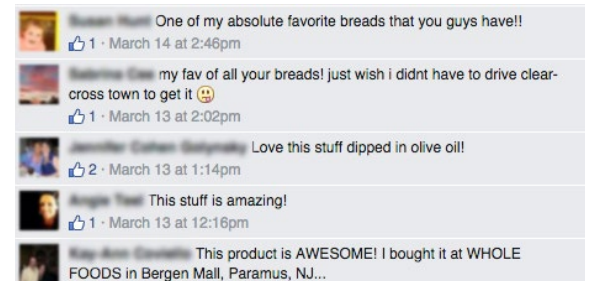 One of my absolute favorite breads that you guys have!!
1 · March 14 at 2:46pm
my fav of all your breads! just wish i didnt have to drive clear-
cross town to get it
1 · March 13 at 2:02pm
Love this stuff dipped in olive oil!
2 · March 13 at 1:14pm
This stuff is amazing!
1 · March 13 at 12:16pm
This product is AWESOME! I bought it at WHOLE
FOODS in Bergen Mall, Paramus, NJ...